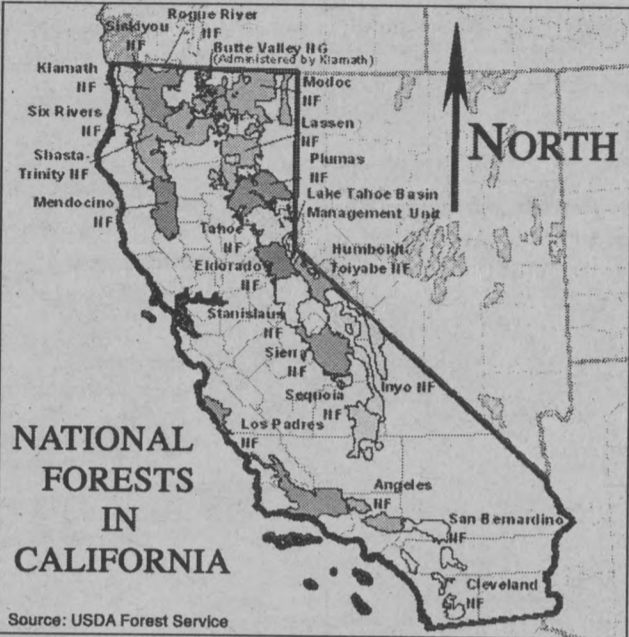 Rogue River
NF
Siskiyou
NF
Butte Valley NG
(Administered by Klamath)
Klamath
NF
Modoc
NF
Six Rivers
NF
Lassen
NF
Shasta-
Trinity NF
Plumas
NF
Mendocino
NF
Lake Tahoe Basin
Management Unit
Tahoe
NF
Humboldt-
Toiyabe NF
Eldorado
NF
Stanislaus
NF
Sierra
NF
Inyo NF
Sequoia
NF
Los Padres
NF
Angeles
NF
San Bernardino
NF
Cleveland
NF
NORTH
NATIONAL
FORESTS
IN
CALIFORNIA
Source: USDA Forest Service